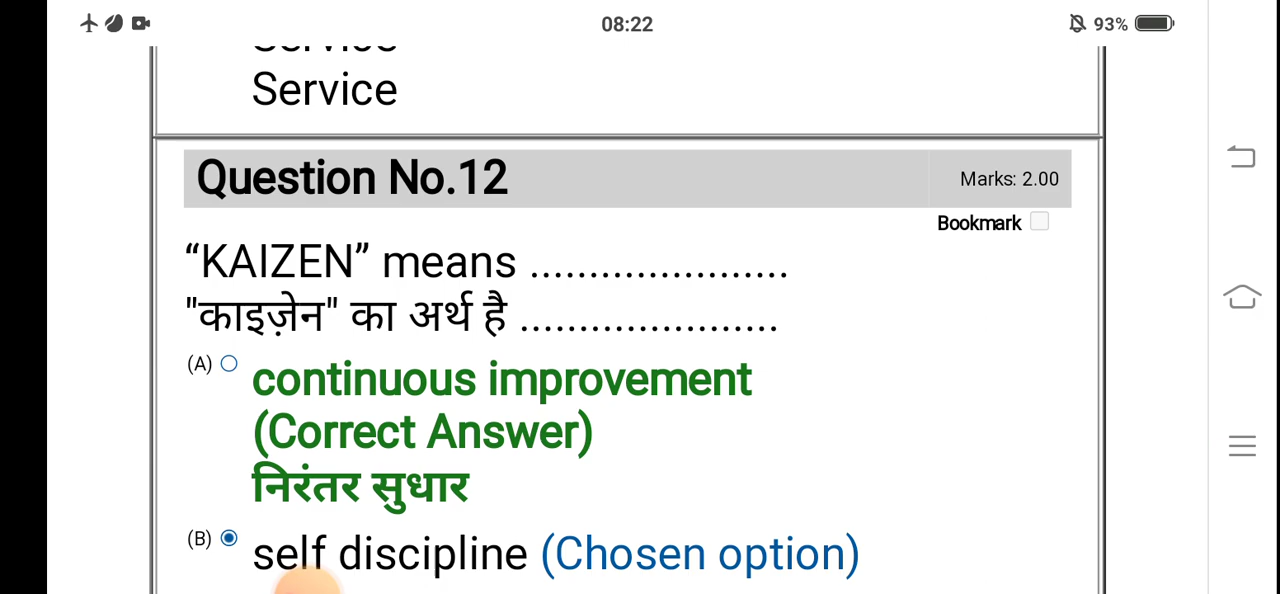 08:22
93%
Service
Service
Question No.12
Marks: 2.00
Bookmark
“KAIZEN” means ......................
"काइज़ेन" का अर्थ है ......................
(A) continuous improvement
(Correct Answer)
निरंतर सुधार
(B) self discipline (Chosen option)